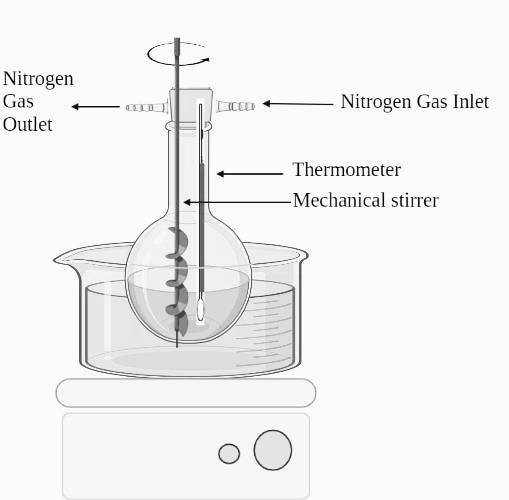 Nitrogen
Gas
Outlet
Nitrogen Gas Inlet
Thermometer
Mechanical stirrer